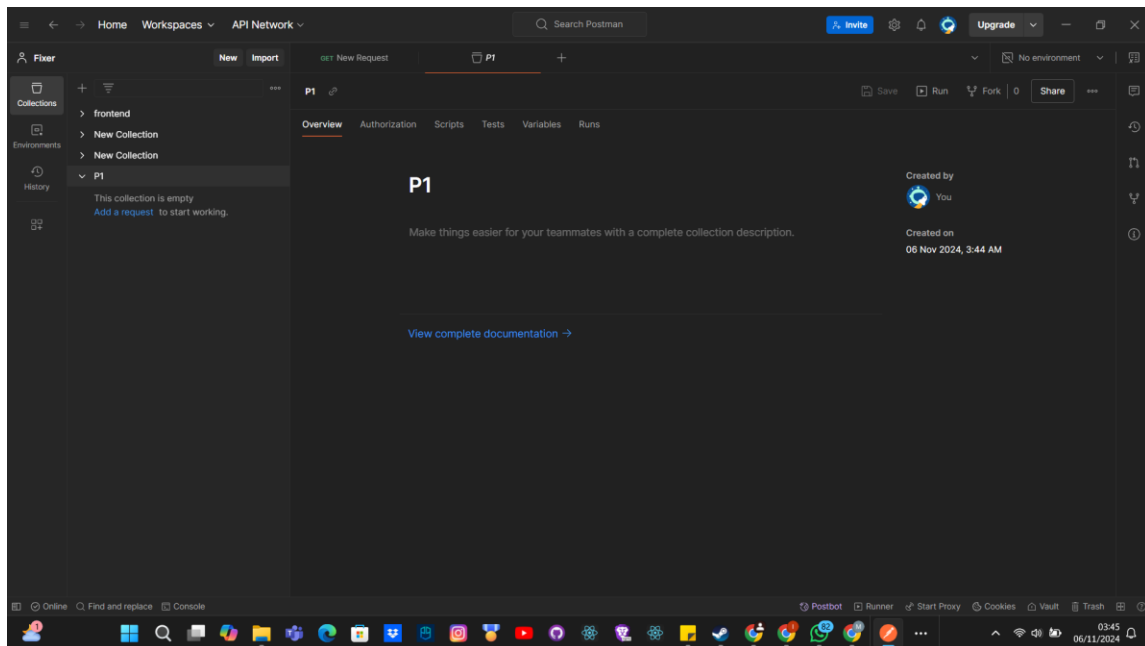 Home Workspaces API Network Search Postman Invite Upgrade
Fixer New Import GET New Request P1 No environment
Collections
Environments
History
frontend
New Collection
New Collection
P1
This collection is empty
Add a request to start working.
P1 Save Run Fork 0 Share
Overview Authorization Scripts Tests Variables Runs
P1
Make things easier for your teammates with a complete collection description.
View complete documentation →
Created by
You
Created on
06 Nov 2024, 3:44 AM
Online Find and replace Console Postbot Runner Start Proxy Cookies Vault Trash
1 82 M 03:45
06/11/2024